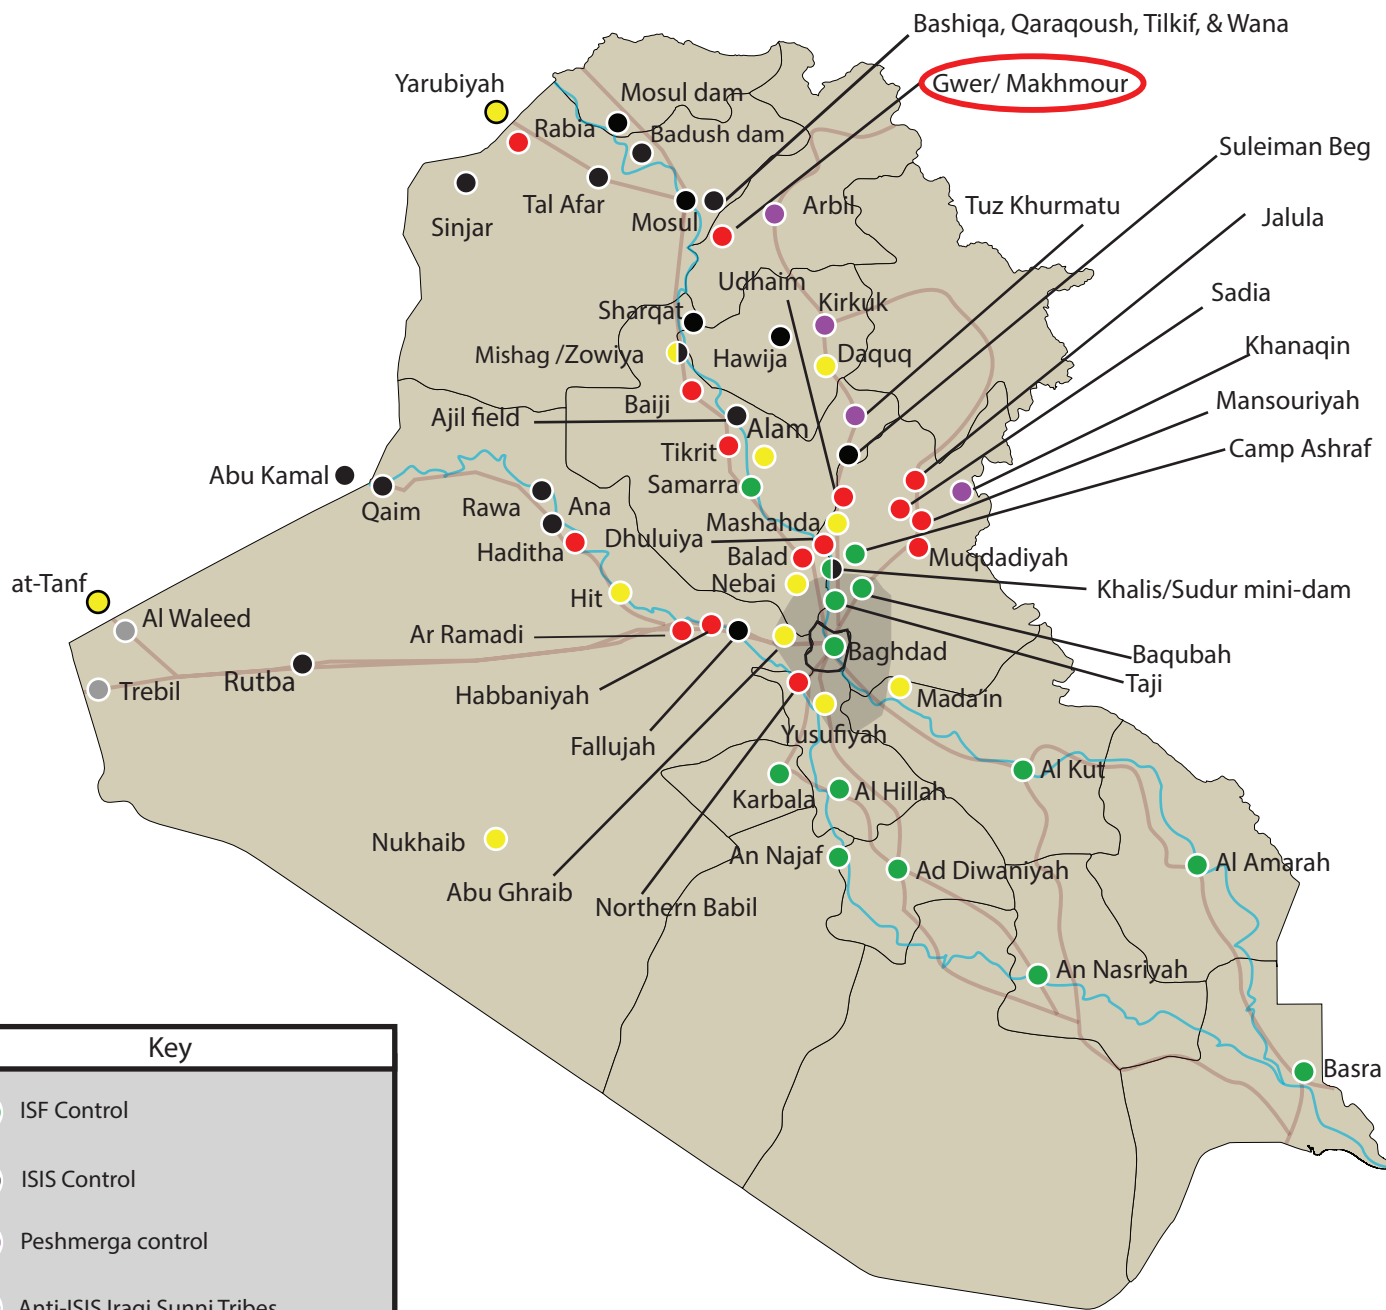 Bashiqa, Qaraqoush, Tilkif, & Wana
Yarubiyah
Mosul dam
Gwer/ Makhmour
Rabia
Badush dam
Suleiman Beg
Sinjar
Tal Afar
Mosul
Arbil
Tuz Khurmatu
Jalula
Udhaim
Sharqat
Kirkuk
Sadia
Mishag /Zowiya
Hawija
Daquq
Khanaqin
Baiji
Mansouriyah
Ajil field
Alam
Tikrit
Camp Ashraf
Abu Kamal
Samarra
Qaim
Rawa
Ana
Mashahda
Dhuluiya
Haditha
Balad
Muqdadiyah
at-Tanf
Nebai
Khalis/Sudur mini-dam
Hit
Al Waleed
Ar Ramadi
Baghdad
Baqubah
Trebil
Rutba
Taji
Habbaniyah
Mada'in
Yusufiyah
Fallujah
Al Kut
Karbala
Al Hillah
Nukhaib
An Najaf
Ad Diwaniyah
Al Amarah
Abu Ghraib
Northern Babil
An Nasriyah
Key
Basra
ISF Control
ISIS Control
Peshmerga control
Anti-ISIS Iraqi Sunni Tribes